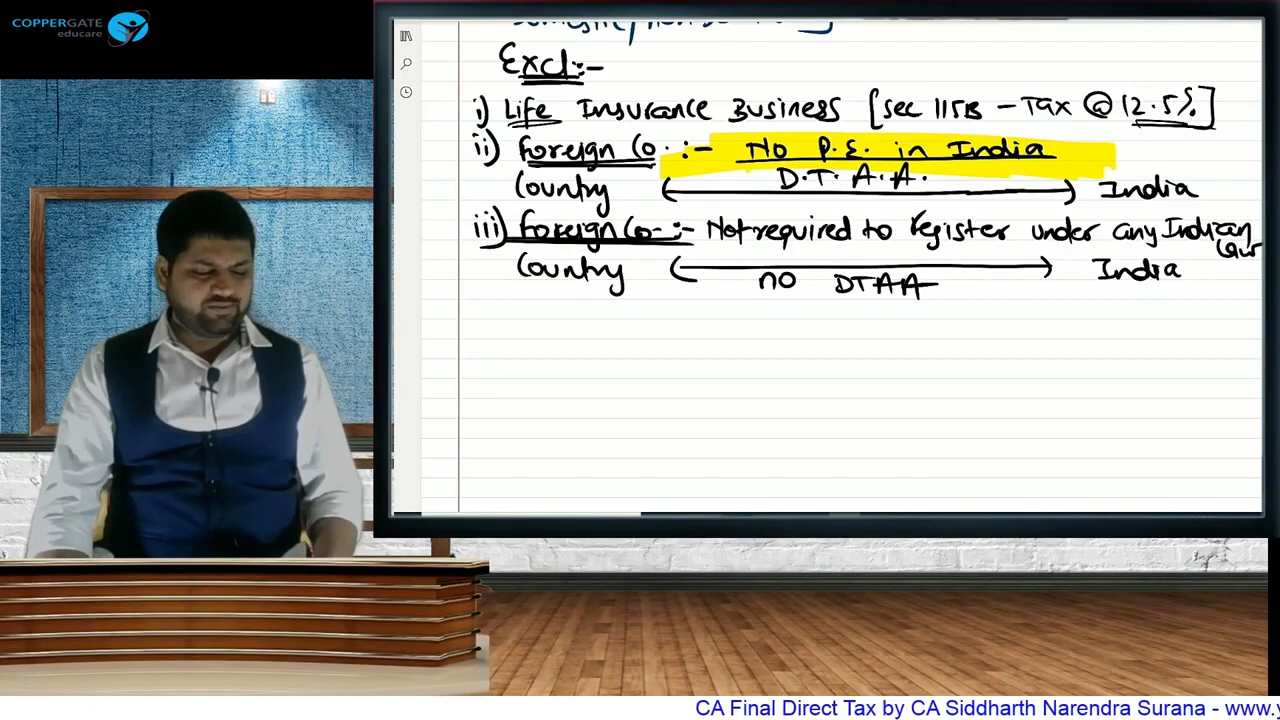 COPPERGATE
educare
Excl:-
i) Life Insurance Business [Sec 115B - Tax @ 12.5%]
ii) Foreign Co. :- No P.E. in India
Country D.T.A.A. India
iii) Foreign Co. :- Not required to register under any Indian
Country no DTAA India
CA Final Direct Tax by CA Siddharth Narendra Surana - www.